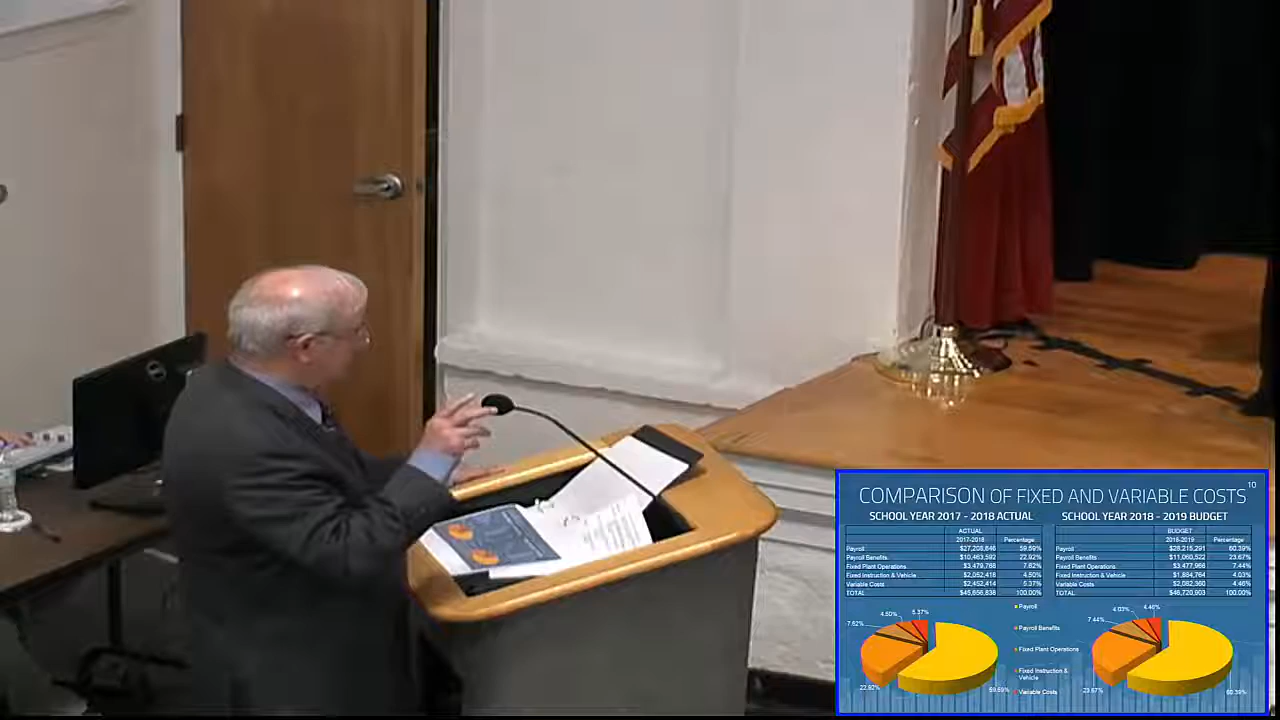 COMPARISON OF FIXED AND VARIABLE COSTS
10
SCHOOL YEAR 2017 - 2018 ACTUAL
ACTUAL
2017-2018 Percentage
Payroll $27,208,646 59.59%
Payroll Benefits $10,463,592 22.92%
Fixed Plant Operations $3,479,768 7.62%
Fixed Instruction & Vehicle $2,052,418 4.50%
Variable Costs $2,452,414 5.37%
TOTAL $45,656,838 100.00%
SCHOOL YEAR 2018 - 2019 BUDGET
BUDGET
2018-2019 Percentage
Payroll $28,215,291 60.39%
Payroll Benefits $11,060,522 23.67%
Fixed Plant Operations $3,477,966 7.44%
Fixed Instruction & Vehicle $1,884,764 4.03%
Variable Costs $2,082,360 4.46%
TOTAL $46,720,903 100.00%
4.50% 5.37%
7.62%
22.92%
59.59%
Payroll
Payroll Benefits
Fixed Plant Operations
Fixed Instruction &
Vehicle
Variable Costs
4.03% 4.46%
7.44%
23.67%
60.39%
DELL